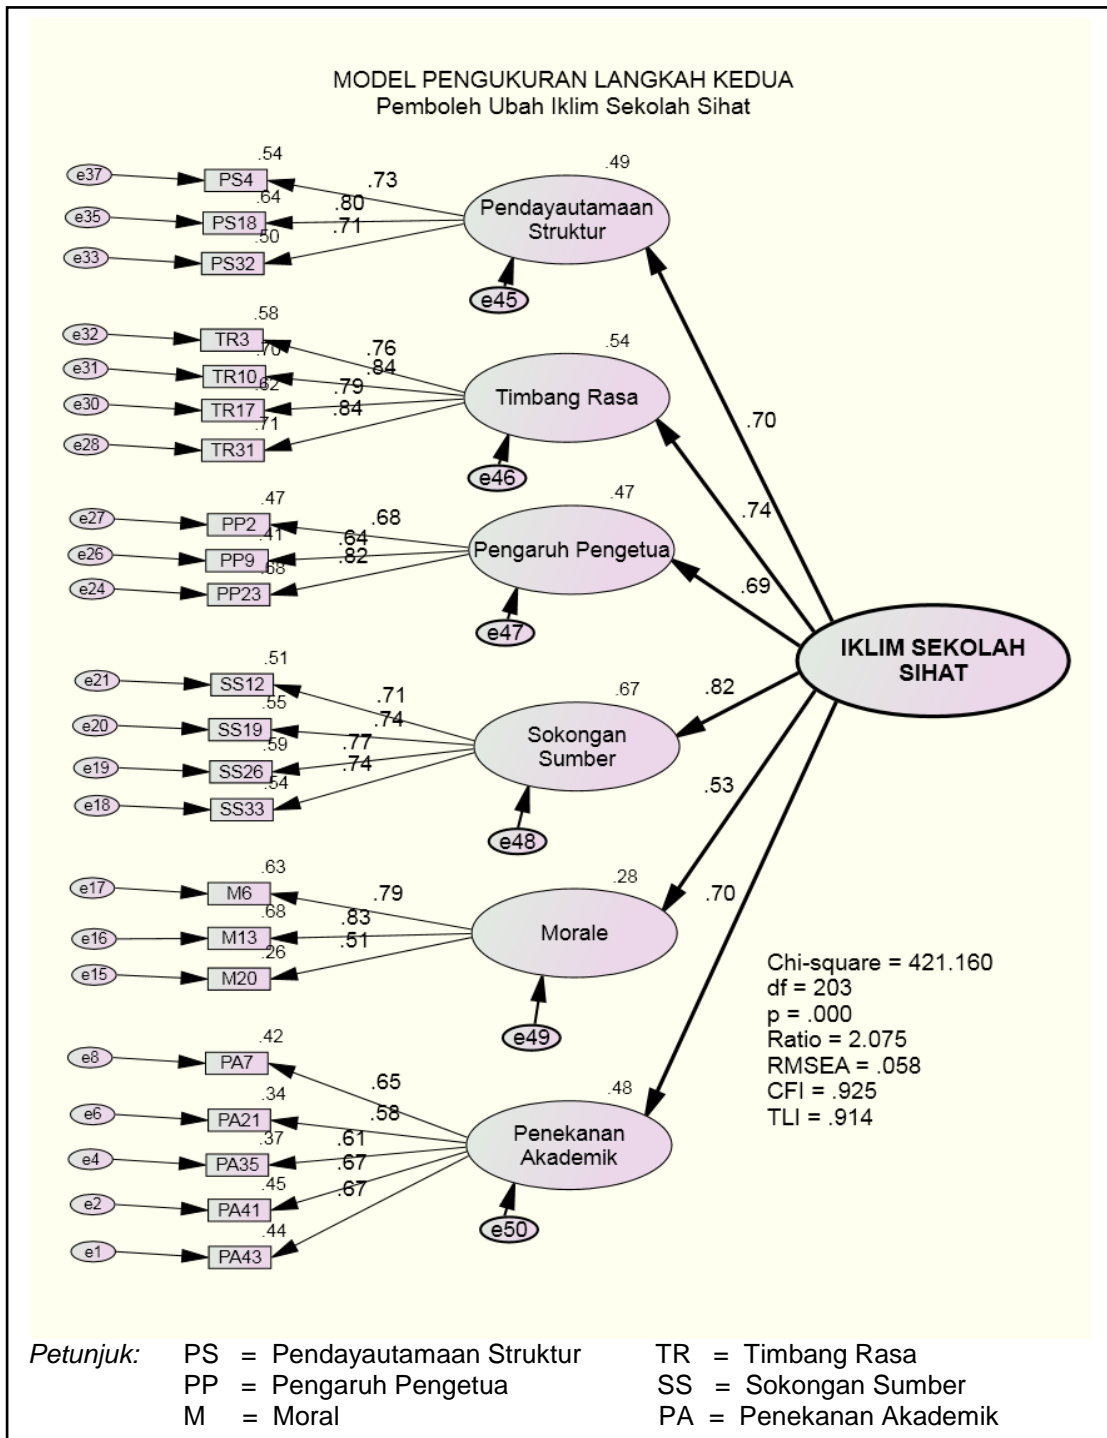 MODEL PENGUKURAN LANGKAH KEDUA
Pemboleh Ubah Iklim Sekolah Sihat
.54
e37 PS4 .73
.64
e35 PS18 .80
.50
e33 PS32 .71
.49
Pendayautamaan
Struktur
e45
.58
e32 TR3 .76
.70
e31 TR10 .84
.62
e30 TR17 .79
.71
e28 TR31 .84
.54
Timbang Rasa
e46
.47
e27 PP2 .68
.41
e26 PP9 .64
.68
e24 PP23 .82
.47
Pengaruh Pengetua
e47
.51
e21 SS12 .71
.55
e20 SS19 .74
.59
e19 SS26 .77
.54
e18 SS33 .74
.67
Sokongan
Sumber
e48
.63
e17 M6 .79
.68
e16 M13 .83
.26
e15 M20 .51
.28
Morale
e49
.42
e8 PA7 .65
.34
e6 PA21 .58
.37
e4 PA35 .61
.45
e2 PA41 .67
.44
e1 PA43 .67
.48
Penekanan
Akademik
e50
.70
.74
.69
.82
.53
.70
IKLIM SEKOLAH
SIHAT
Chi-square = 421.160
df = 203
p = .000
Ratio = 2.075
RMSEA = .058
CFI = .925
TLI = .914
Petunjuk: PS = Pendayautamaan Struktur TR = Timbang Rasa
PP = Pengaruh Pengetua SS = Sokongan Sumber
M = Moral PA = Penekanan Akademik